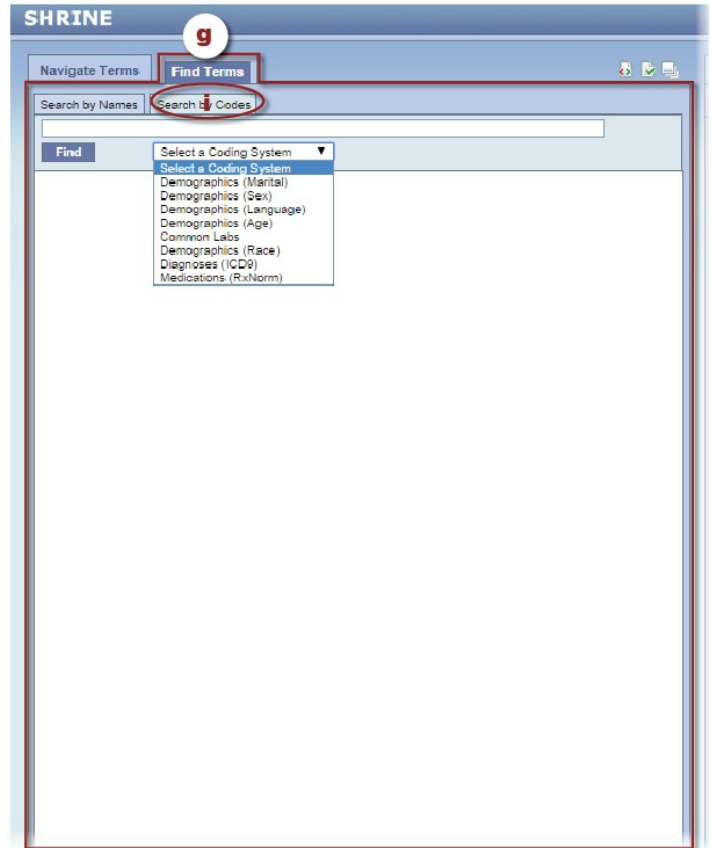 SHRINE
g
Navigate Terms Find Terms
Search by Names Search by Codes
i
Find Select a Coding System ▼
Select a Coding System
Demographics (Marital)
Demographics (Sex)
Demographics (Language)
Demographics (Age)
Common Labs
Demographics (Race)
Diagnoses (ICD9)
Medications (RxNorm)